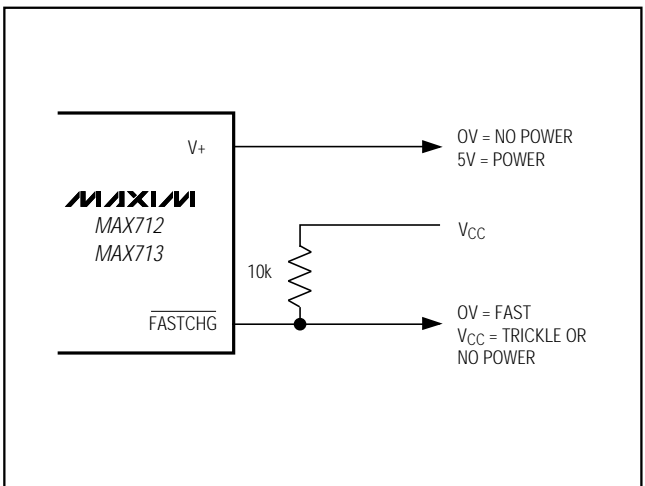 V+
0V = NO POWER
5V = POWER
MAXIM
MAX712
MAX713
VCC
10k
FASTCHG
0V = FAST
VCC = TRICKLE OR
NO POWER